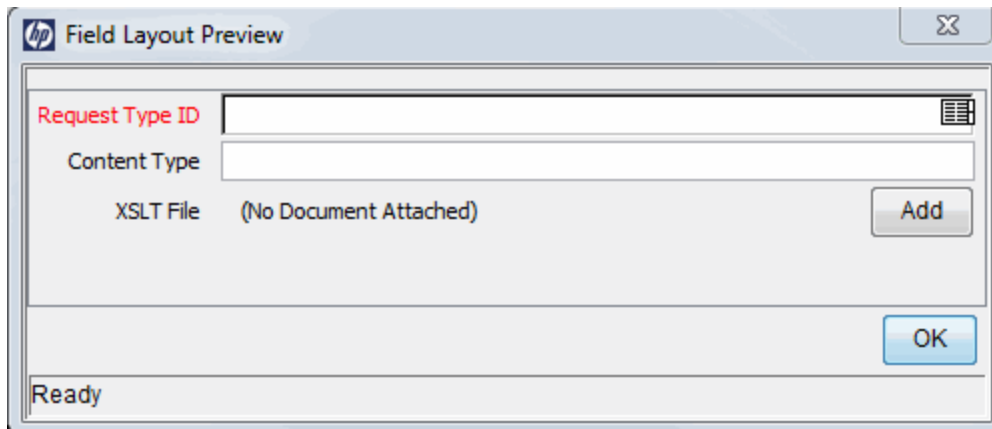 hp Field Layout Preview
Request Type ID
Content Type
XSLT File (No Document Attached) Add
OK
Ready